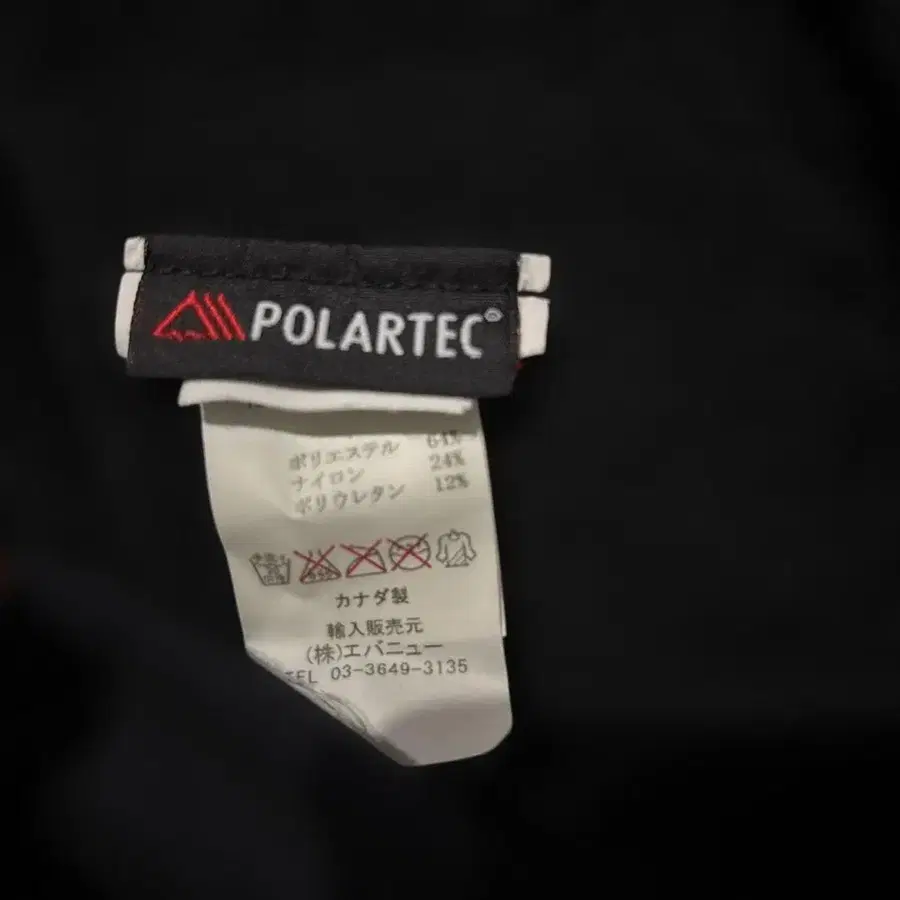 POLARTEC®
ポリエステル 64%
ナイロン 24%
ポリウレタン 12%
カナダ製
輸入販売元
(株)エバニュー
TEL 03-3649-3135